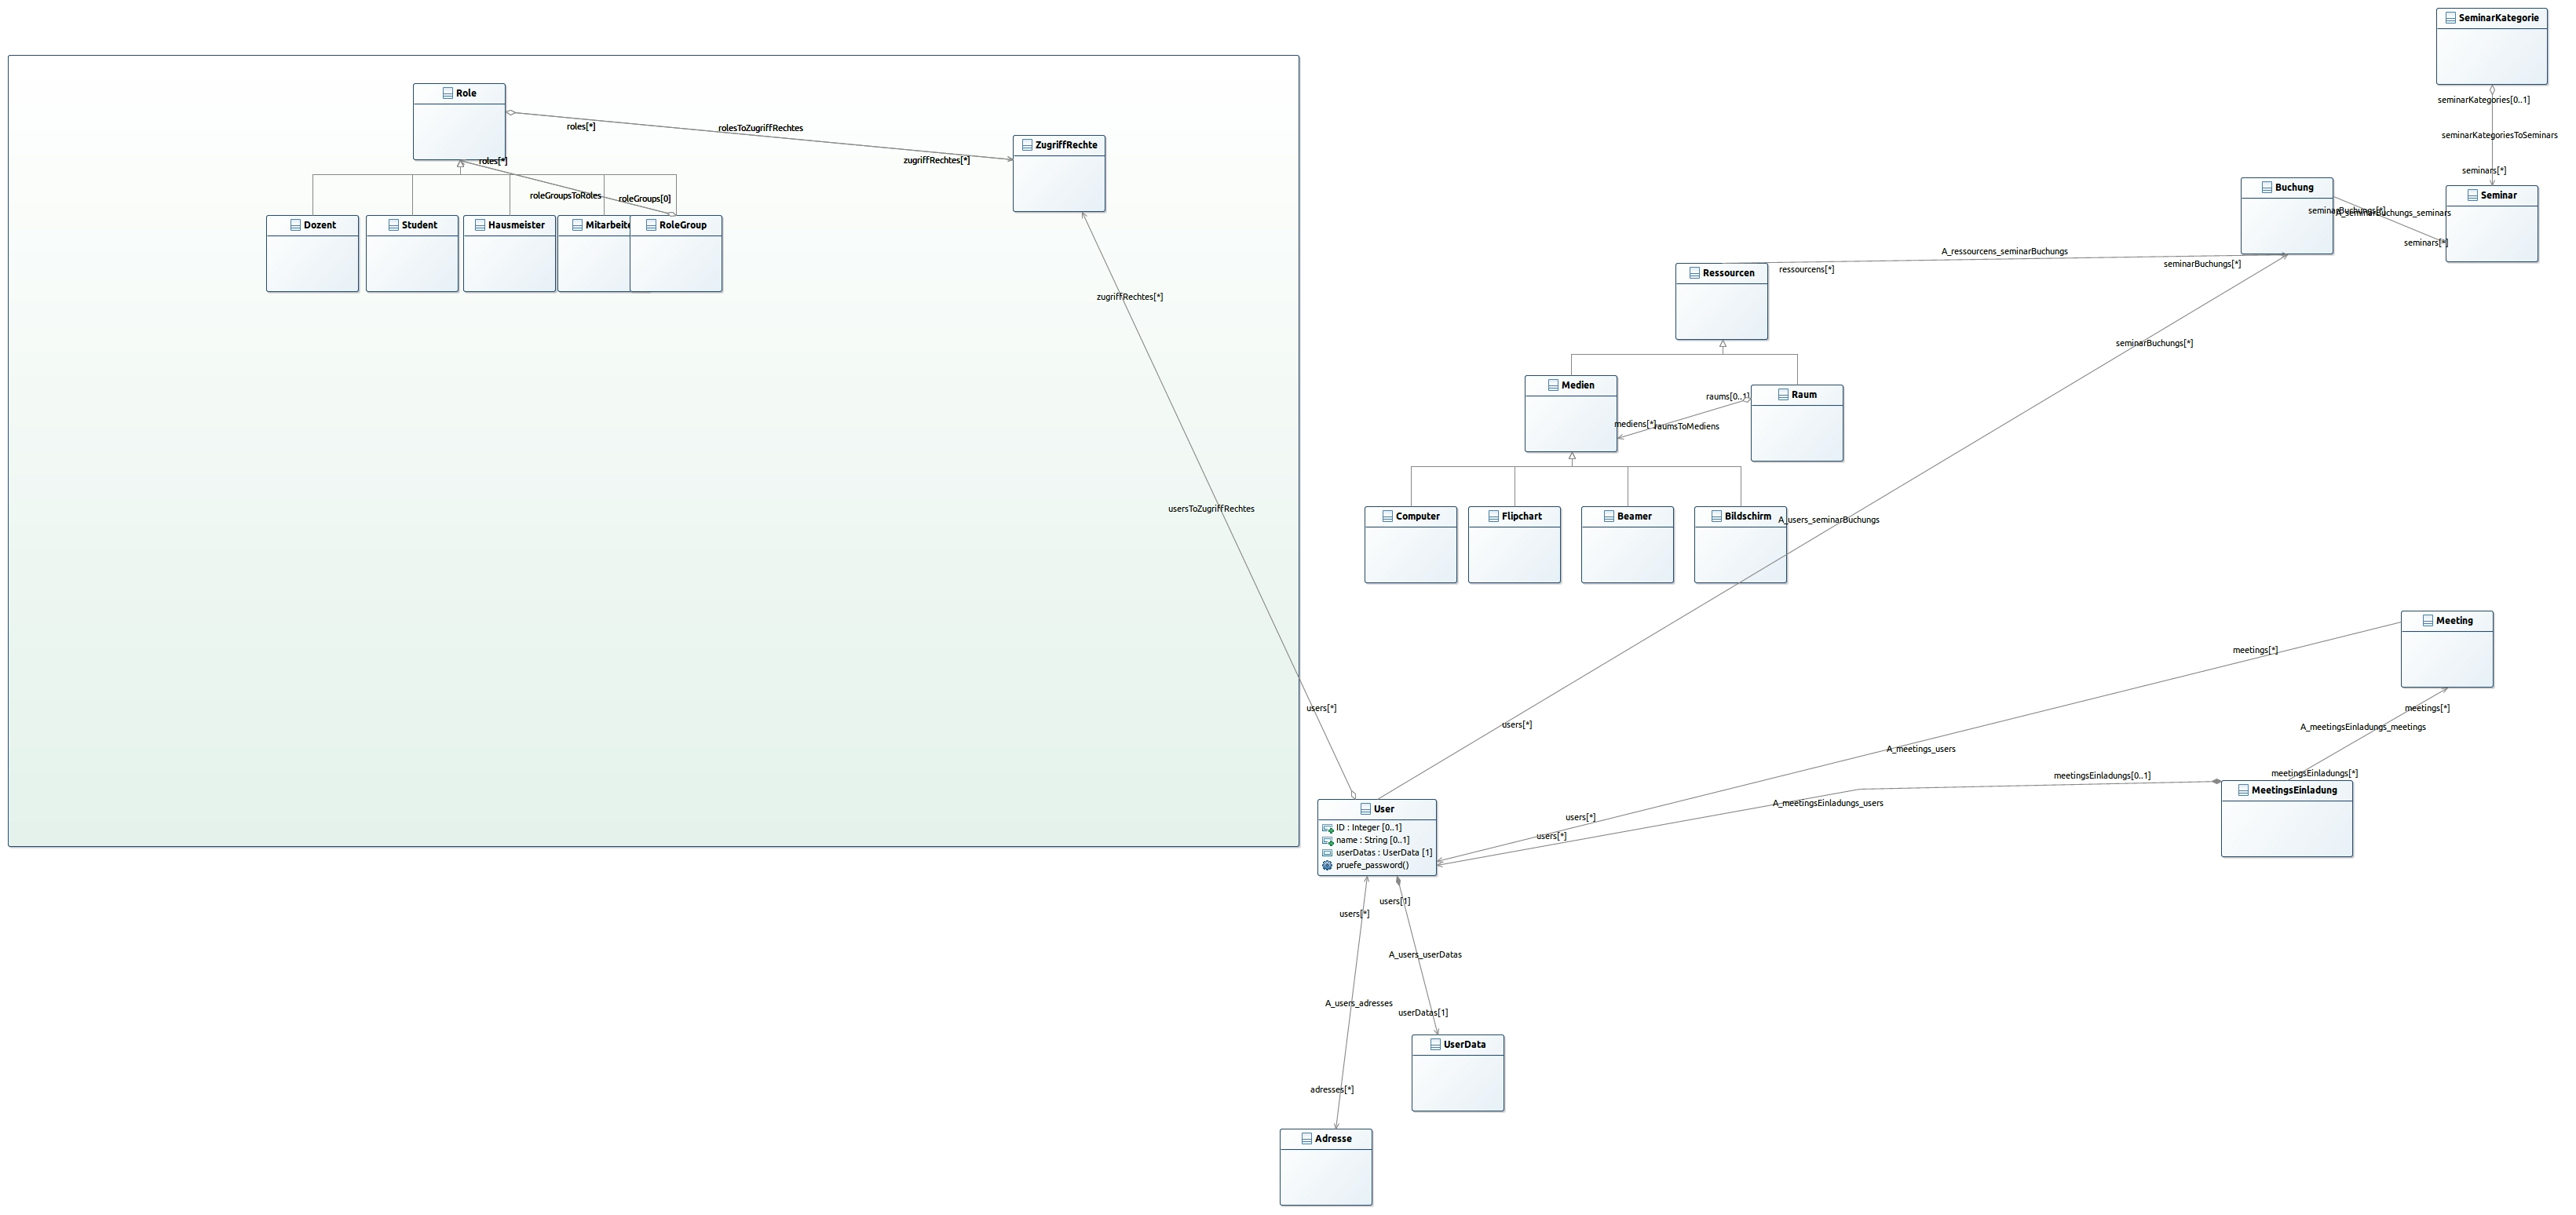 SeminarKategorie
seminarKategories[0..1]
seminarKategoriesToSeminars
seminars[*]
Role
roles[*]
rolesToZugriffRechtes
zugriffRechtes[*]
ZugriffRechte
roles[*]
roleGroupsToRoles
roleGroups[0]
Dozent
Student
Hausmeister
Mitarbeite
RoleGroup
Buchung
Seminar
seminarBuchungs[*]
A_seminarBuchungs_seminars
seminars[*]
A_ressourcens_seminarBuchungs
Ressourcen
ressourcens[*]
seminarBuchungs[*]
zugriffRechtes[*]
seminarBuchungs[*]
Medien
Raum
raums[0..1]
mediens[*]
raumsToMediens
usersToZugriffRechtes
Computer
Flipchart
Beamer
Bildschirm
A_users_seminarBuchungs
Meeting
meetings[*]
users[*]
users[*]
meetings[*]
A_meetingsEinladungs_meetings
A_meetings_users
meetingsEinladungs[*]
meetingsEinladungs[0..1]
MeetingsEinladung
A_meetingsEinladungs_users
User
ID : Integer [0..1]
name : String [0..1]
userDatas : UserData [1]
pruefe_password()
users[*]
users[*]
users[1]
users[*]
A_users_userDatas
A_users_adresses
userDatas[1]
UserData
adresses[*]
Adresse